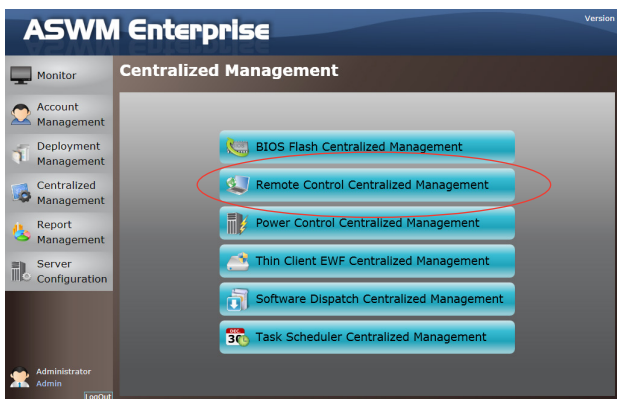 ASWM Enterprise
Version
Monitor
Centralized Management
Account
Management
Deployment
Management
Centralized
Management
Report
Management
Server
Configuration
BIOS Flash Centralized Management
Remote Control Centralized Management
Power Control Centralized Management
Thin Client EWF Centralized Management
Software Dispatch Centralized Management
DEC
30
Task Scheduler Centralized Management
Administrator
Admin
LogOut